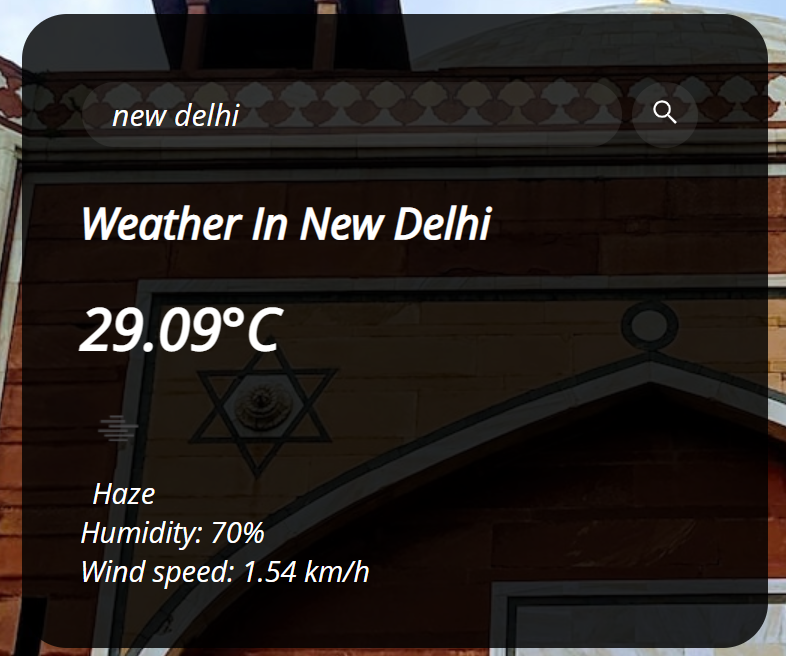 new delhi
Weather In New Delhi
29.09°C
Haze
Humidity: 70%
Wind speed: 1.54 km/h